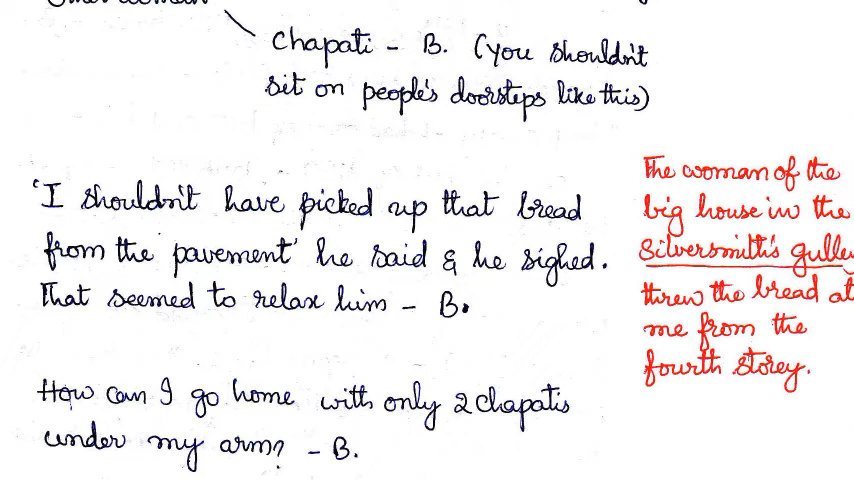 Chapati - B. (you shouldn't
sit on people's doorsteps like this)
'I shouldn't have picked up that bread
from the pavement' he said & he sighed.
That seemed to relax him - B.
How can I go home with only 2 chapatis
under my arm? - B.
The woman of the
big house in the
silversmith's
threw the bread at
me from the
fourth storey.